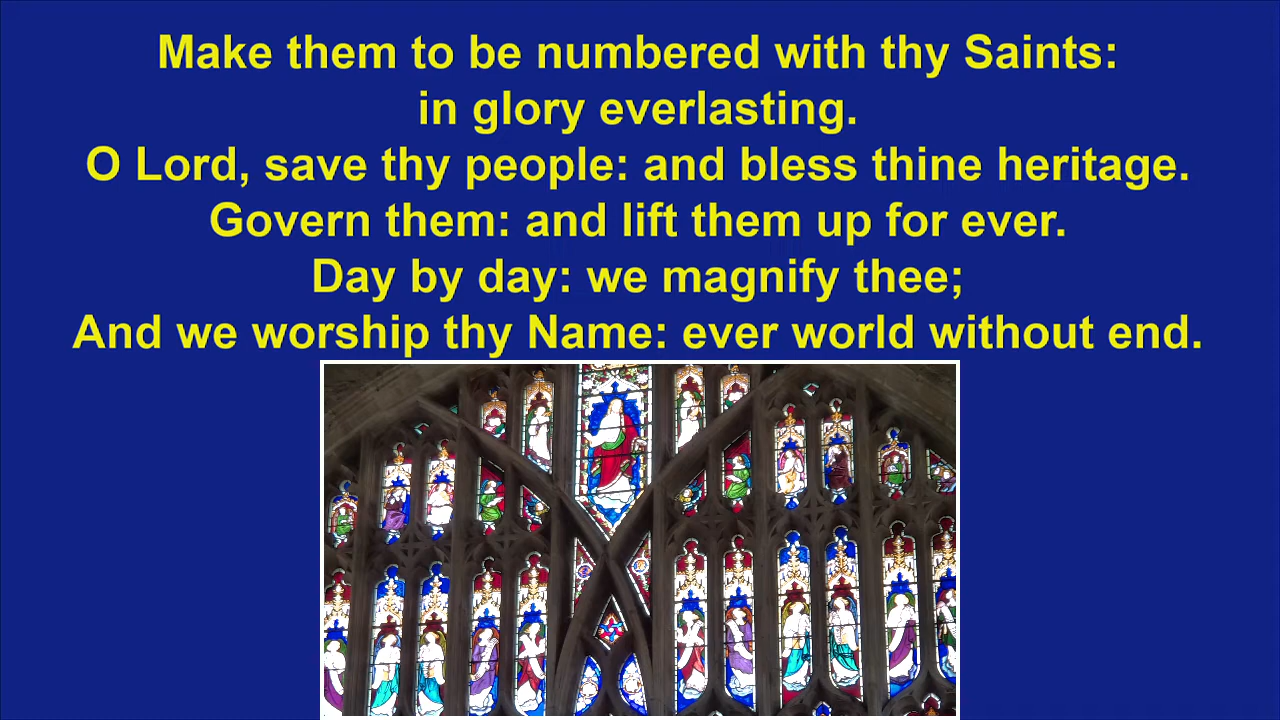 Make them to be numbered with thy Saints:
in glory everlasting.
O Lord, save thy people: and bless thine heritage.
Govern them: and lift them up for ever.
Day by day: we magnify thee;
And we worship thy Name: ever world without end.